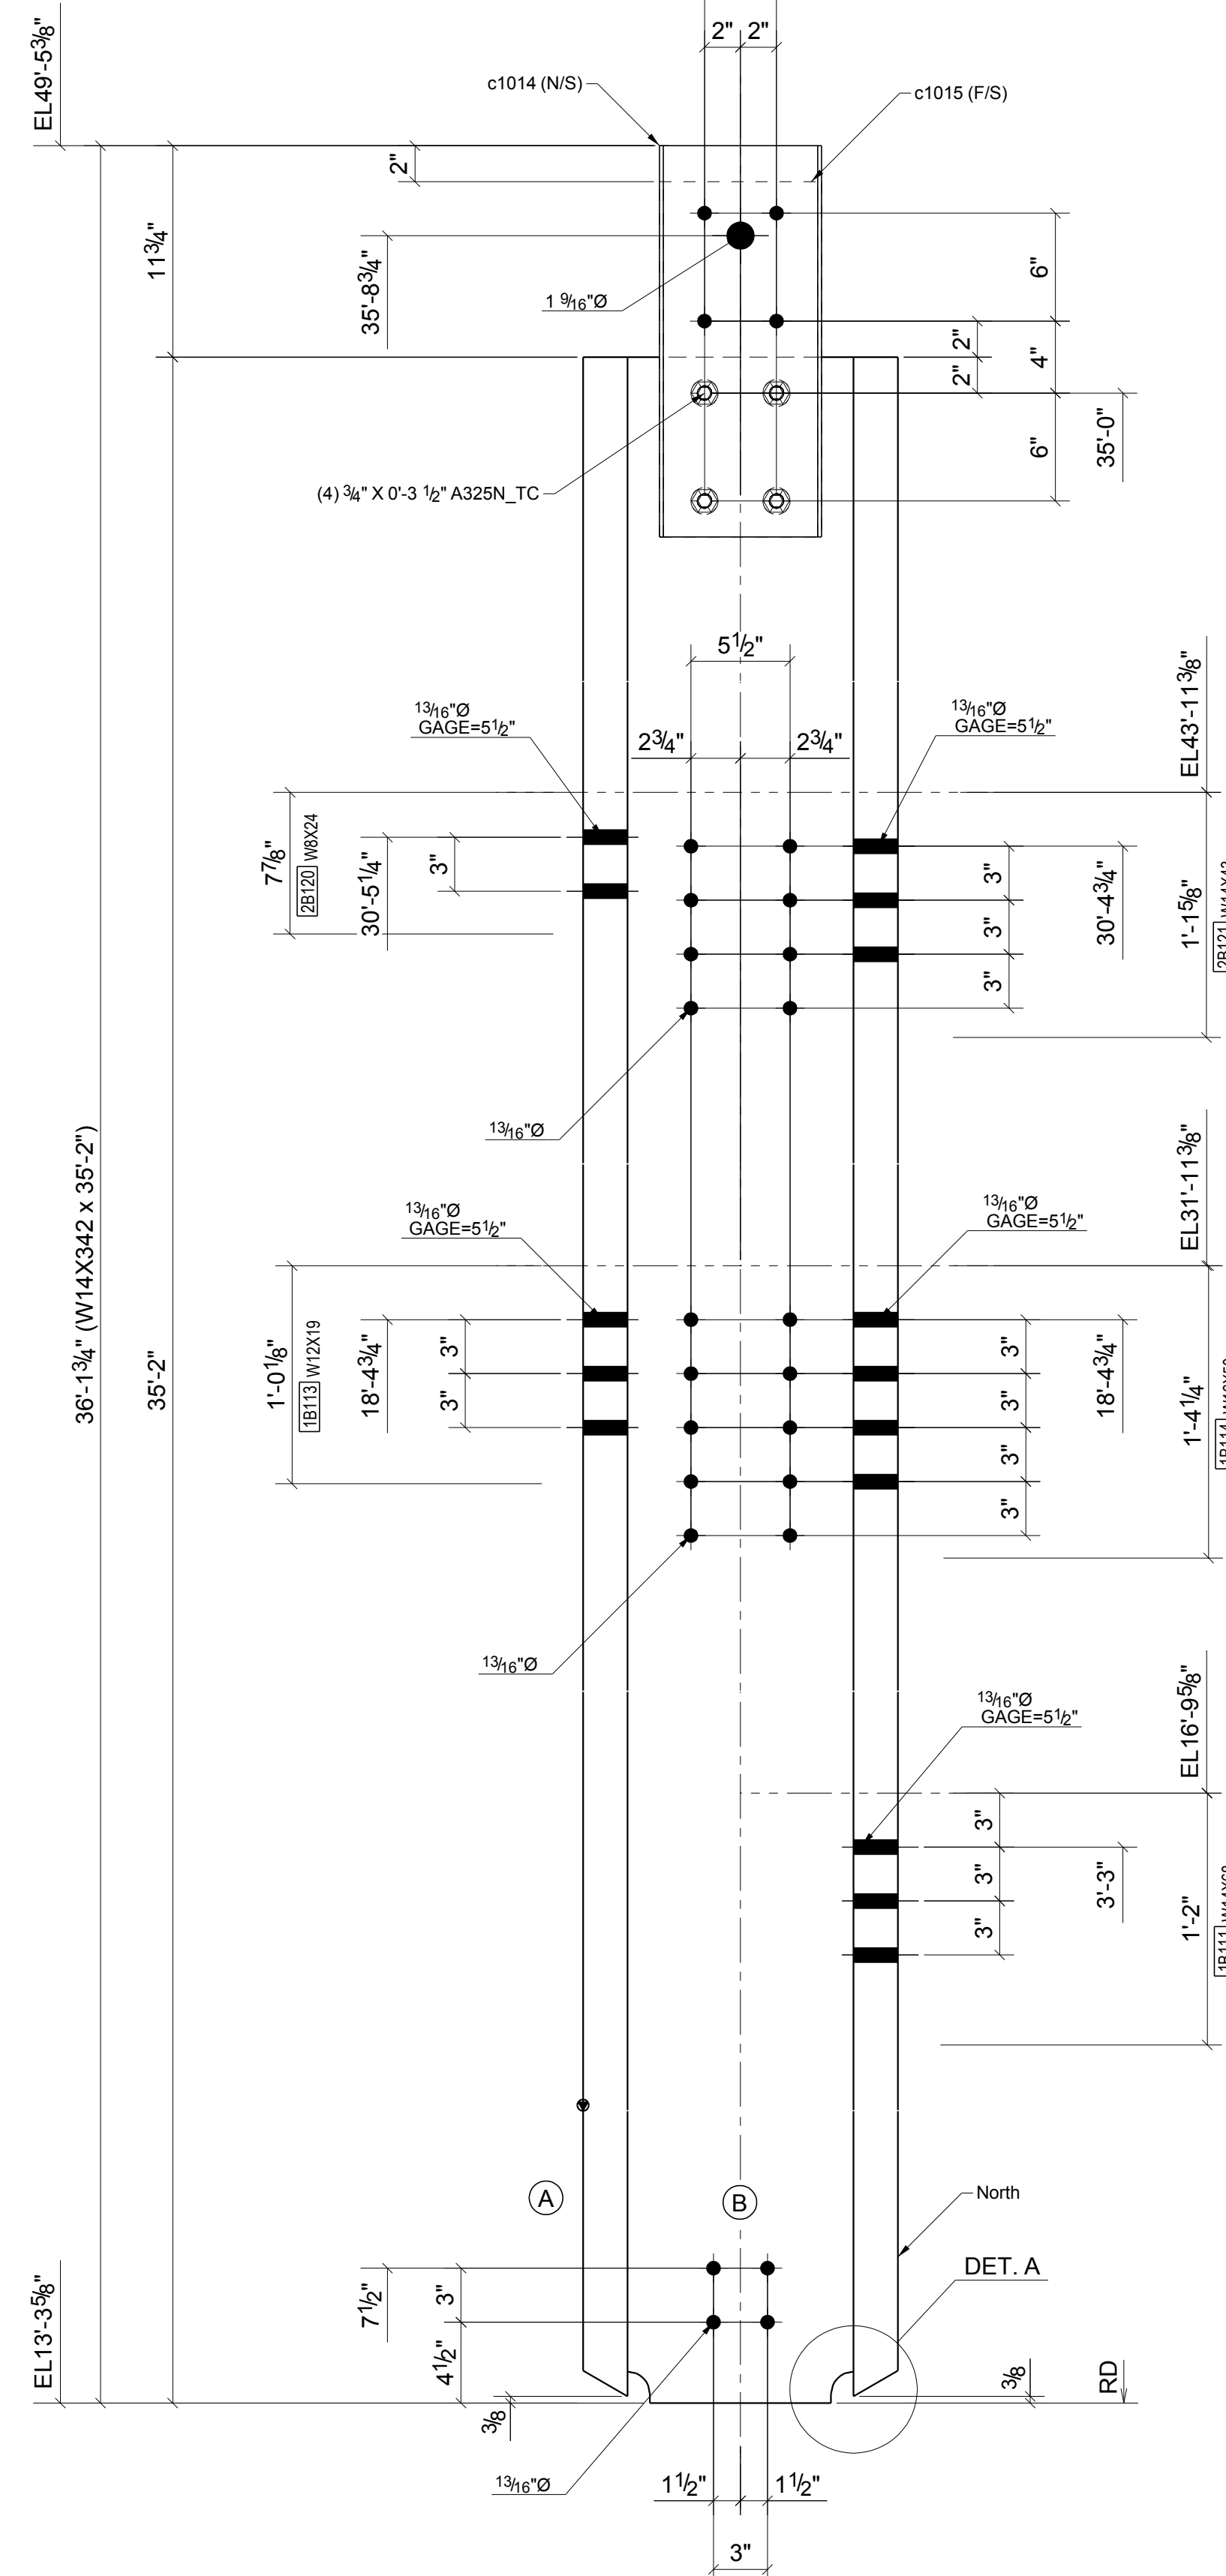 2" 2"
EL49'-5 3/8"
c1014 (N/S)
c1015 (F/S)
2"
11 3/4"
35'-8 3/4"
6"
1 9/16"Ø
2"
4"
2"
6"
35'-0"
(4) 3/4" X 0'-3 1/2" A325N_TC
5 1/2"
13/16"Ø
GAGE=5 1/2"
13/16"Ø
GAGE=5 1/2"
EL43'-11 3/8"
2 3/4" 2 3/4"
7 7/8"
2B120 W8X24
30'-5 1/4"
3"
3"
3"
3"
30'-4 3/4"
1'-1 5/8"
2B121
13/16"Ø
36'-1 3/4" (W14X342 x 35'-2")
35'-2"
13/16"Ø
GAGE=5 1/2"
13/16"Ø
GAGE=5 1/2"
EL31'-11 3/8"
1'-0 1/8"
1B113 W12X19
18'-4 3/4"
3"
3"
3"
3"
3"
3"
18'-4 3/4"
1'-4 1/4"
1B114
13/16"Ø
13/16"Ø
GAGE=5 1/2"
EL16'-9 5/8"
3"
3"
3"
3'-3"
1'-2"
1B111
A
B
North
DET. A
EL13'-3 5/8"
7 1/2"
3"
4 1/2"
3/8
3/8
RD
13/16"Ø
1 1/2" 1 1/2"
3"